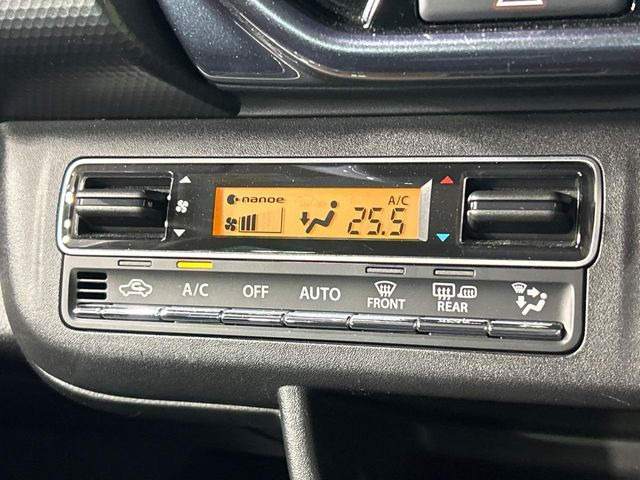 nanoe
A/C
25.5
A/C
OFF
AUTO
FRONT
REAR